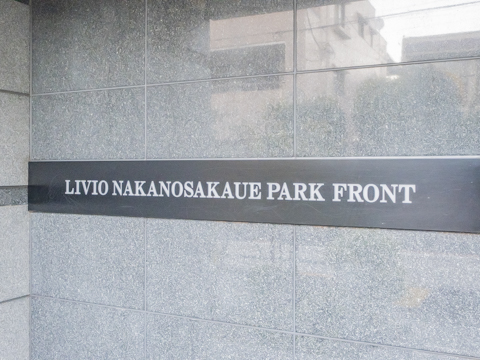 LIVIO NAKANOSAKAUE PARK FRONT